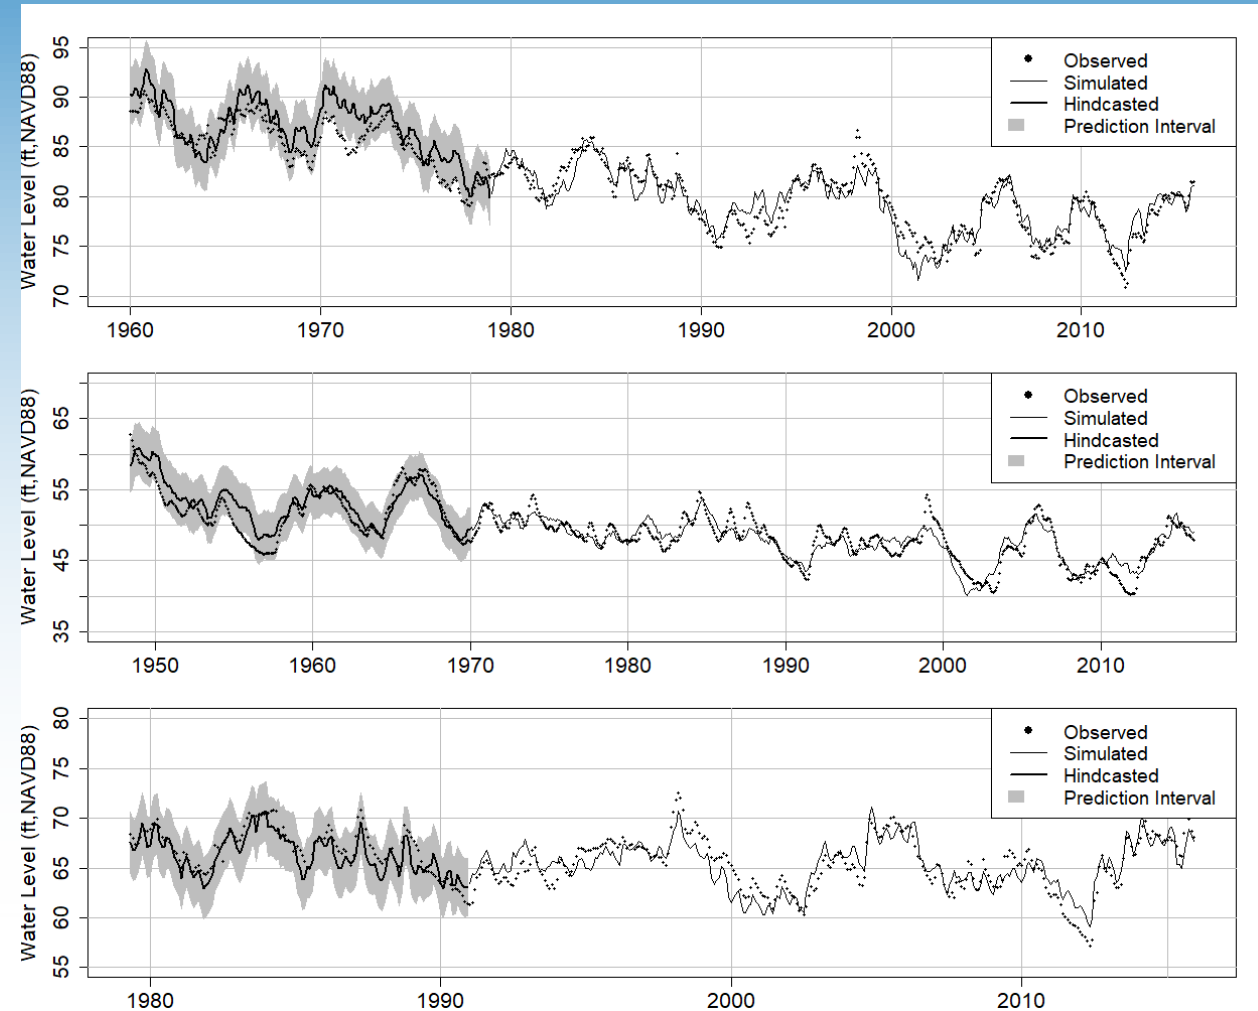 Water Level (ft,NAVD88)
95
90
85
80
75
70
Observed
Simulated
Hindcasted
Prediction Interval
1960 1970 1980 1990 2000 2010
Water Level (ft,NAVD88)
65
55
45
35
Observed
Simulated
Hindcasted
Prediction Interval
1950 1960 1970 1980 1990 2000 2010
Water Level (ft,NAVD88)
80
75
70
65
60
55
Observed
Simulated
Hindcasted
Prediction Interval
1980 1990 2000 2010